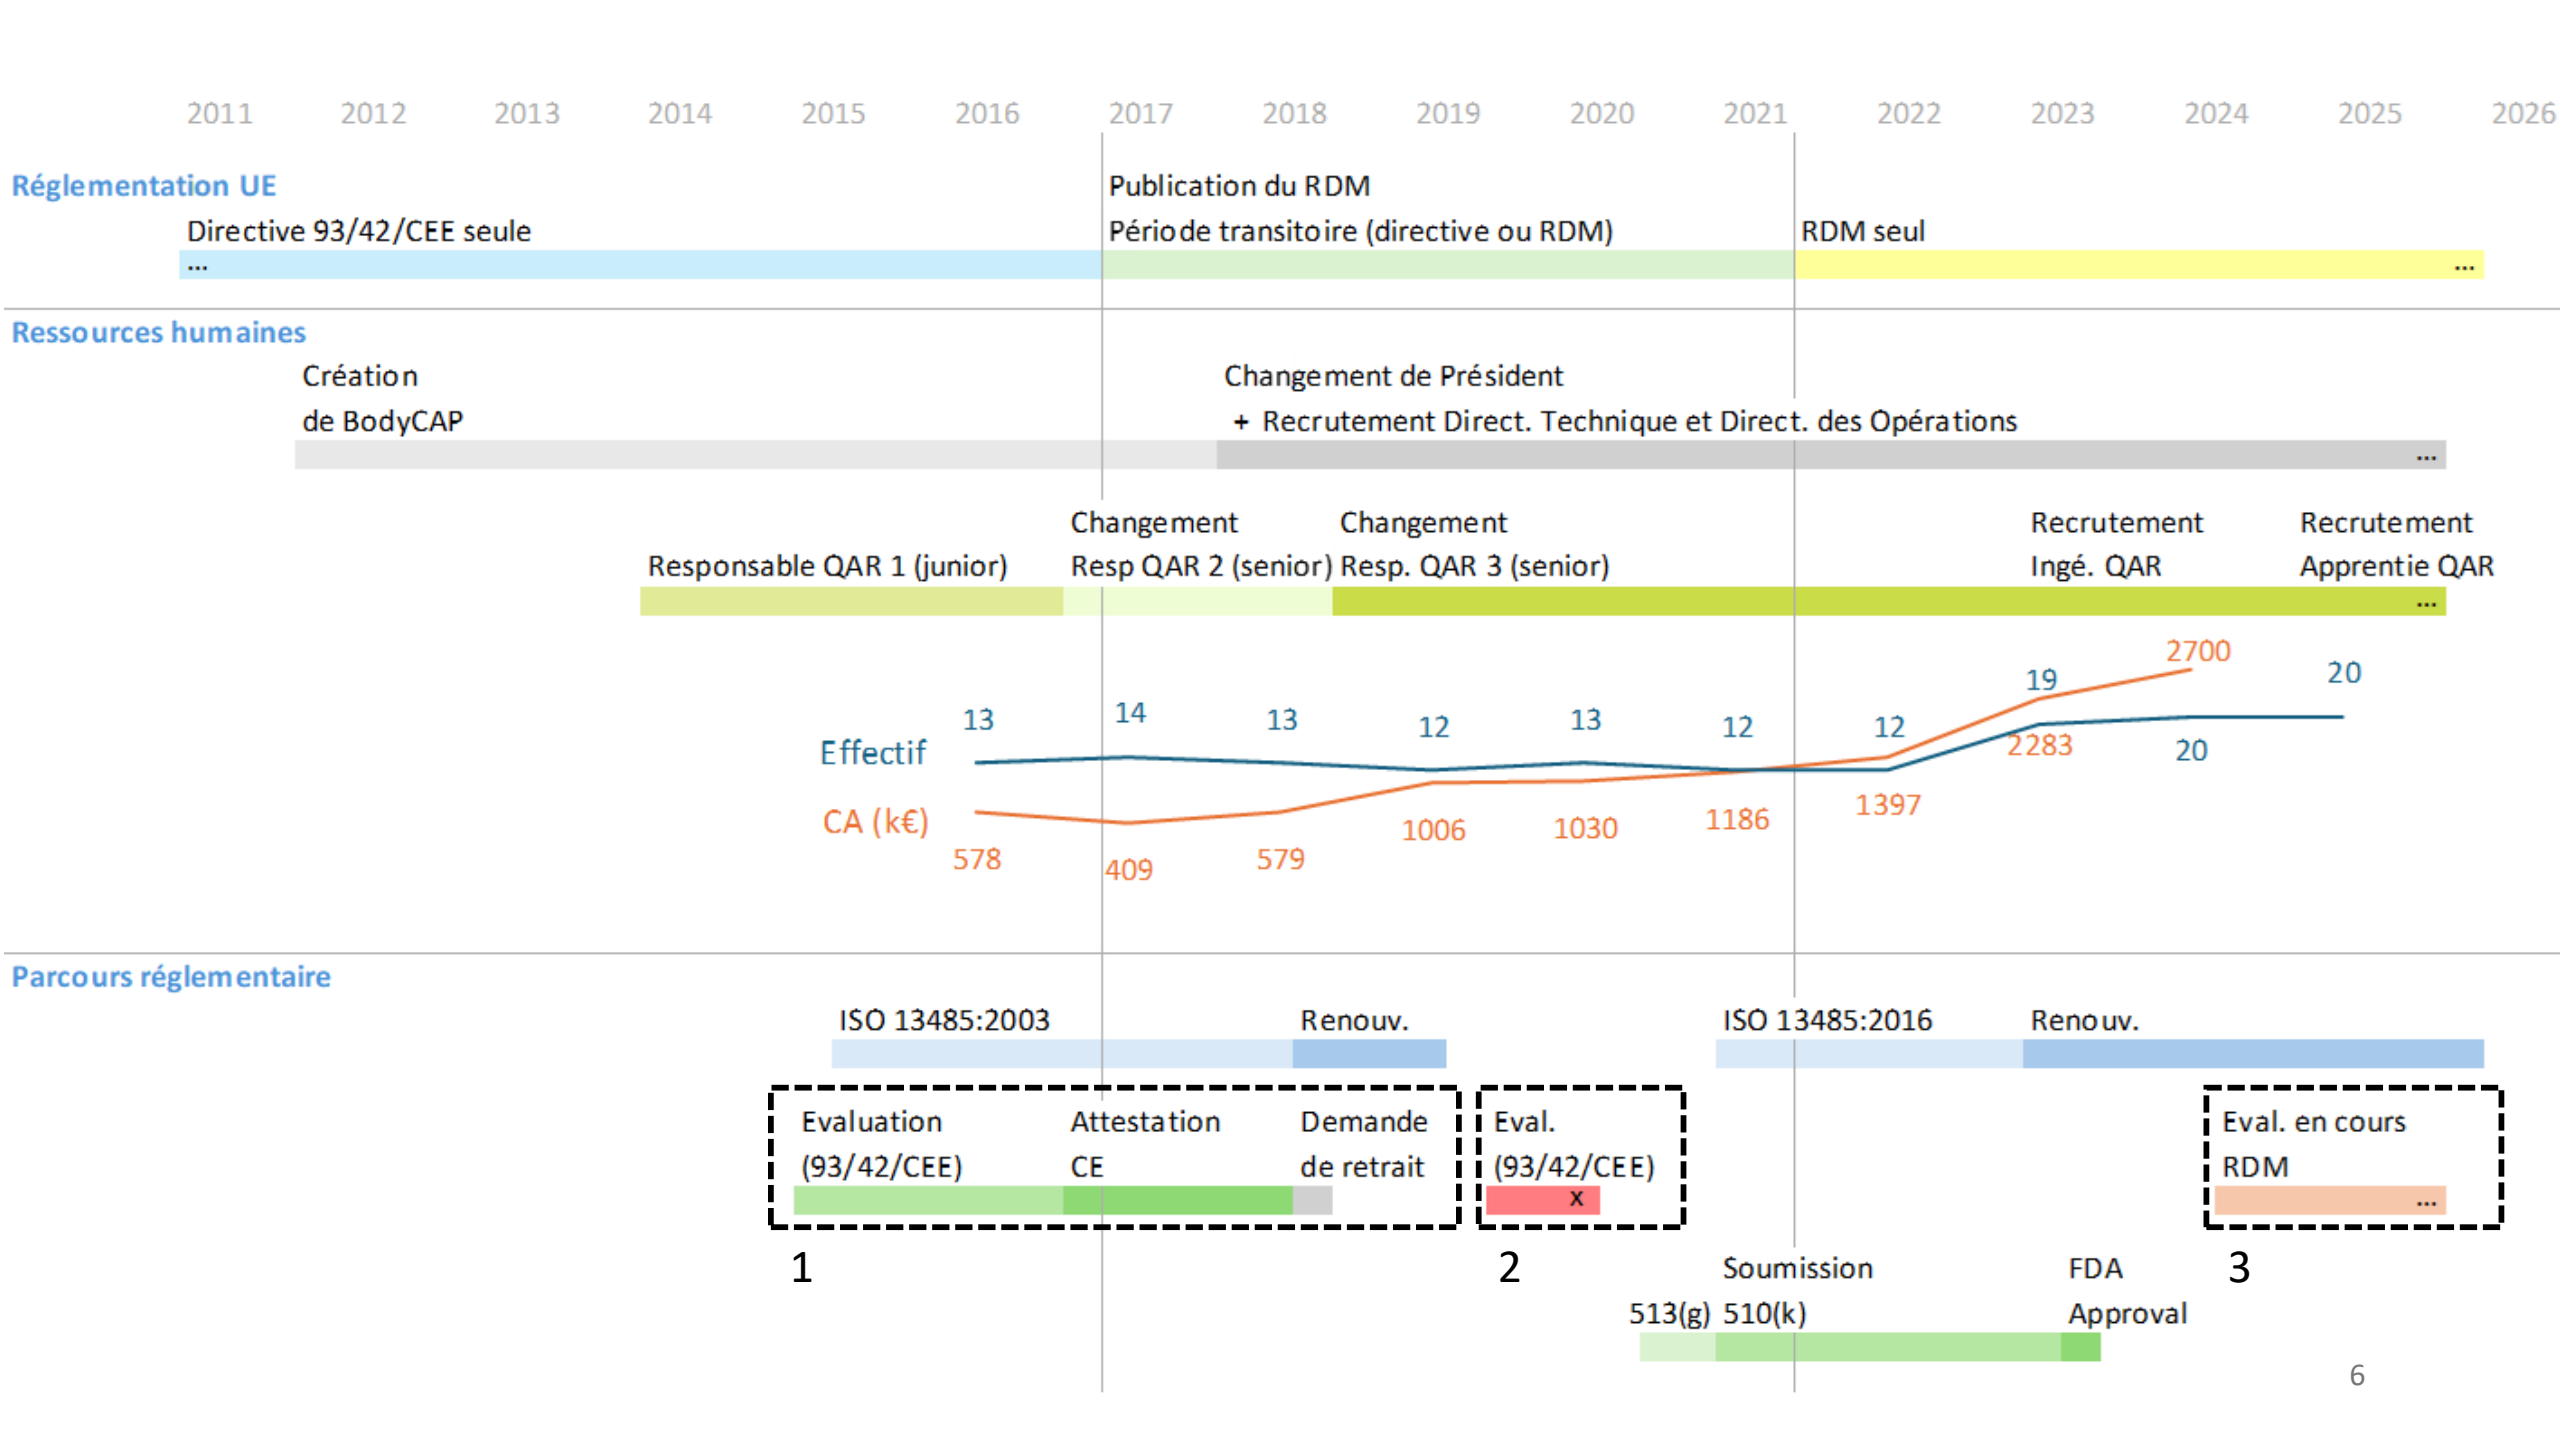 2011 2012 2013 2014 2015 2016 2017 2018 2019 2020 2021 2022 2023 2024 2025 2026
Réglementation UE
Publication du RDM
Directive 93/42/CEE seule
Période transitoire (directive ou RDM)
RDM seul
...
...
Ressources humaines
Création
de BodyCAP
Changement de Président
+ Recrutement Direct. Technique et Direct. des Opérations
...
Responsable QAR 1 (junior)
Changement
Resp QAR 2 (senior)
Changement
Resp. QAR 3 (senior)
Recrutement
Ingé. QAR
Recrutement
Apprentie QAR
...
Effectif
13 14 13 12 13 12 12 19 20 20
CA (k€)
578 409 579 1006 1030 1186 1397 2283 2700
Parcours réglementaire
ISO 13485:2003
Renouv.
ISO 13485:2016
Renouv.
Evaluation
(93/42/CEE)
Attestation
CE
Demande
de retrait
1
Eval.
(93/42/CEE)
x
2
Eval. en cours
RDM
...
3
513(g)
Soumission
510(k)
FDA
Approval
6